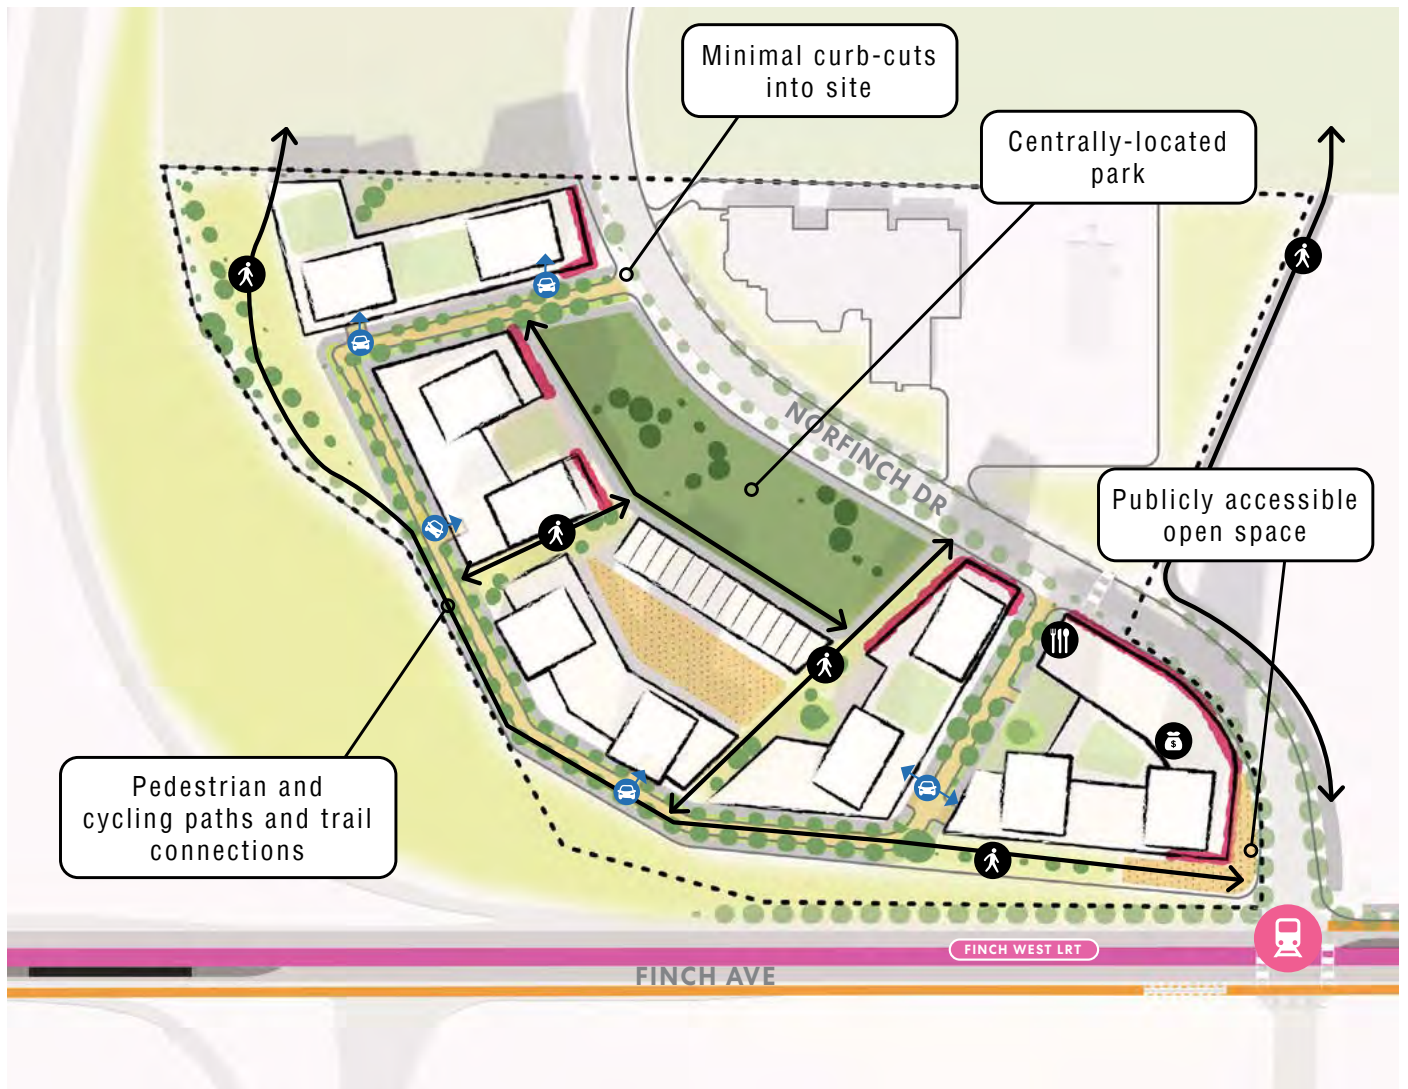 Minimal curb-cuts
into site
Centrally-located
park
NORFINCH DR
Publicly accessible
open space
$
Pedestrian and
cycling paths and trail
connections
FINCH WEST LRT
FINCH AVE